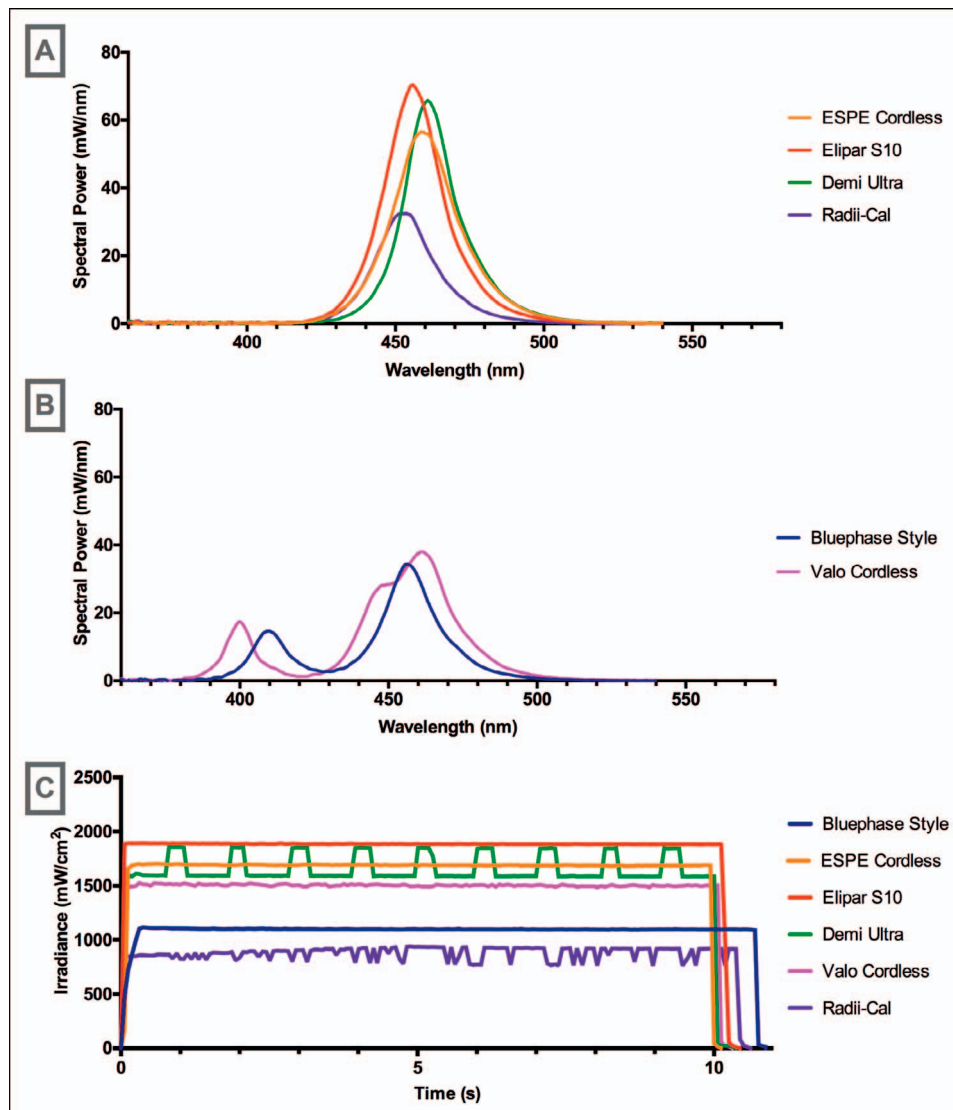 A
80
60
40
20
0
Spectral Power (mW/nm)
400
450
500
550
Wavelength (nm)
ESPE Cordless
Elipar S10
Demi Ultra
Radii-Cal
B
80
60
40
20
0
Spectral Power (mW/nm)
400
450
500
550
Wavelength (nm)
Bluephase Style
Valo Cordless
C
2500
2000
1500
1000
500
0
Irradiance (mW/cm²)
0
5
10
Time (s)
Bluephase Style
ESPE Cordless
Elipar S10
Demi Ultra
Valo Cordless
Radii-Cal